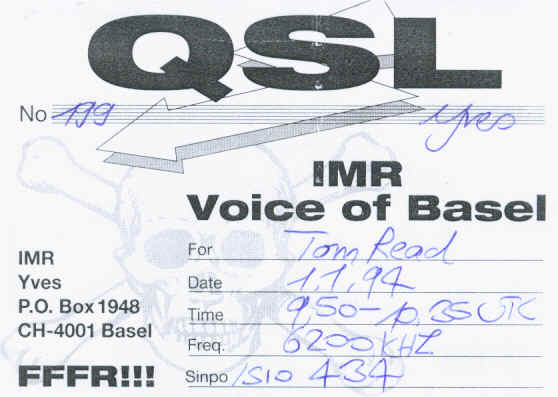 QSL
No 199 Yves
IMR
Voice of Basel
For Tom Read
Date 1.1.94
Time 9,50-10,35 UTC
Freq. 6200 KHZ
Sinpo /SIO 434
IMR
Yves
P.O. Box 1948
CH-4001 Basel
FFFR!!!